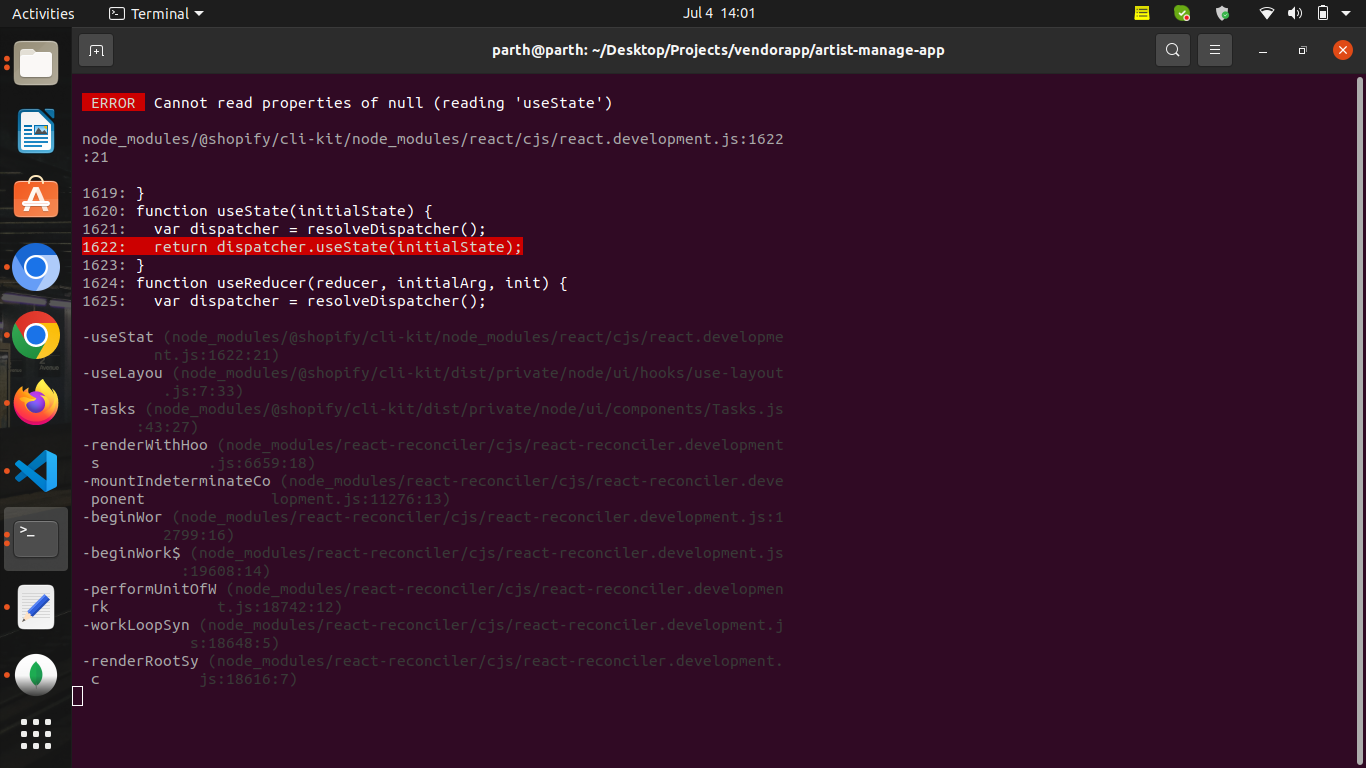 Activities
Terminal
Jul 4 14:01
parth@parth: ~/Desktop/Projects/vendorapp/artist-manage-app
ERROR Cannot read properties of null (reading 'useState')
node_modules/@shopify/cli-kit/node_modules/react/cjs/react.development.js:1622
:21
1619: }
1620: function useState(initialState) {
1621:   var dispatcher = resolveDispatcher();
1622:   return dispatcher.useState(initialState);
1623: }
1624: function useReducer(reducer, initialArg, init) {
1625:   var dispatcher = resolveDispatcher();
-useStat (node_modules/@shopify/cli-kit/node_modules/react/cjs/react.developme
nt.js:1622:21)
-useLayou (node_modules/@shopify/cli-kit/dist/private/node/ui/hooks/use-layout
.js:7:33)
-Tasks (node_modules/@shopify/cli-kit/dist/private/node/ui/components/Tasks.js
:43:27)
-renderWithHoo (node_modules/react-reconciler/cjs/react-reconciler.development
s .js:6659:18)
-mountIndeterminateCo (node_modules/react-reconciler/cjs/react-reconciler.deve
ponent lopment.js:11276:13)
-beginWor (node_modules/react-reconciler/cjs/react-reconciler.development.js:1
2799:16)
-beginWork$ (node_modules/react-reconciler/cjs/react-reconciler.development.js
:19608:14)
-performUnitOfW (node_modules/react-reconciler/cjs/react-reconciler.developmen
rk t.js:18742:12)
-workLoopSyn (node_modules/react-reconciler/cjs/react-reconciler.development.j
s:18648:5)
-renderRootSy (node_modules/react-reconciler/cjs/react-reconciler.development.
c js:18616:7)